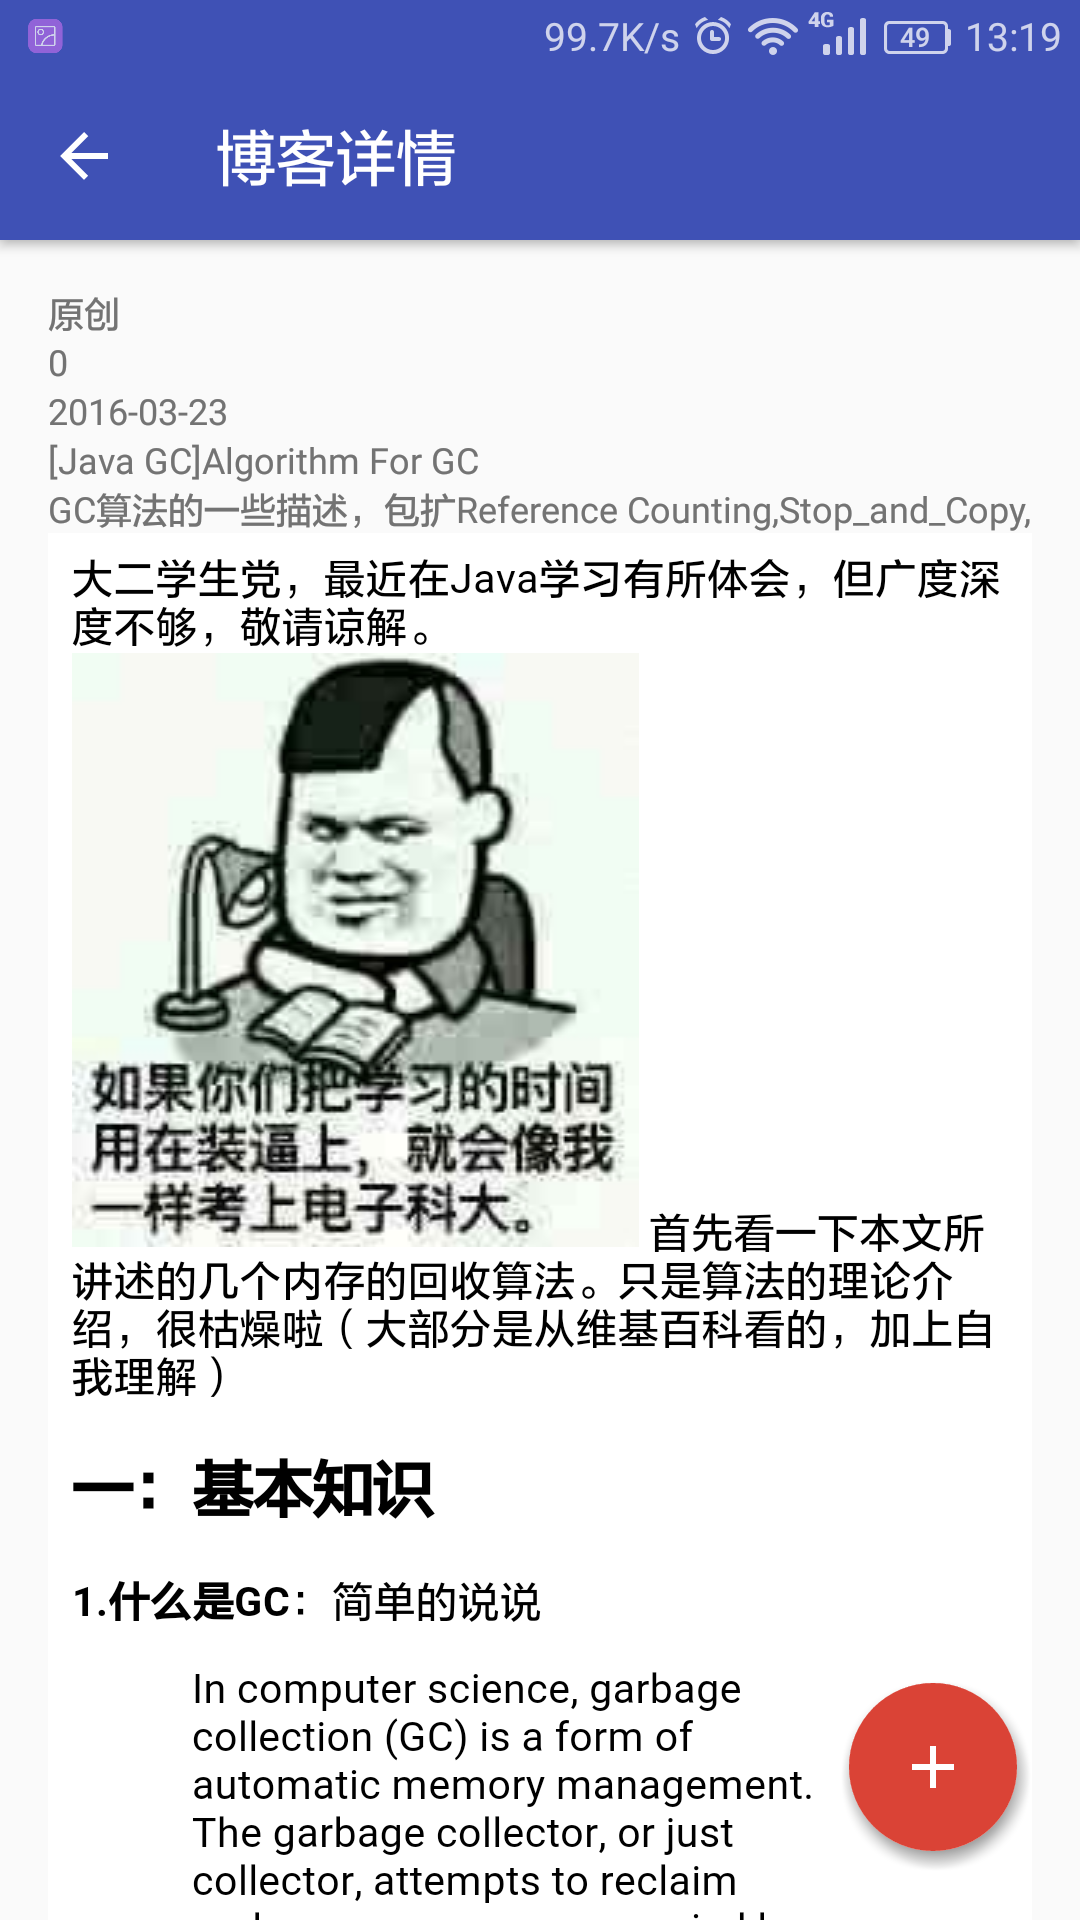 99.7K/s 4G 49 13:19
博客详情
原创
0
2016-03-23
[Java GC]Algorithm For GC
GC算法的一些描述，包扩Reference Counting,Stop_and_Copy,
大二学生党，最近在Java学习有所体会，但广度深
度不够，敬请谅解。
如果你们把学习的时间
用在装逼上，就会像我
一样考上电子科大。
首先看一下本文所
讲述的几个内存的回收算法。只是算法的理论介
绍，很枯燥啦（大部分是从维基百科看的，加上自
我理解）
一：基本知识
1.什么是GC：简单的说说
In computer science, garbage
collection (GC) is a form of
automatic memory management.
The garbage collector, or just
collector, attempts to reclaim